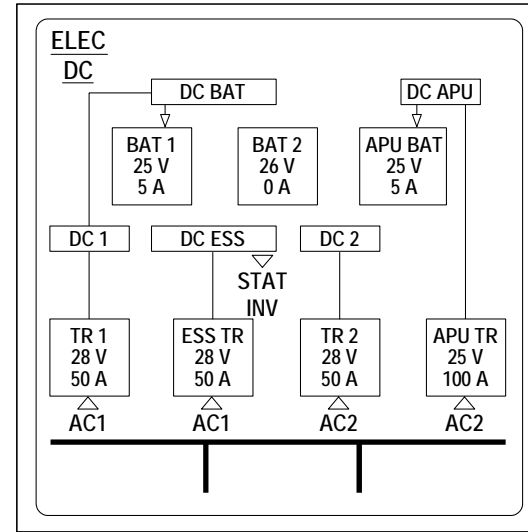 ELEC
DC
DC BAT
DC APU
BAT 1
25 V
5 A
BAT 2
26 V
0 A
APU BAT
25 V
5 A
DC 1
DC ESS
DC 2
STAT
INV
TR 1
28 V
50 A
ESS TR
28 V
50 A
TR 2
28 V
50 A
APU TR
25 V
100 A
AC1
AC1
AC2
AC2